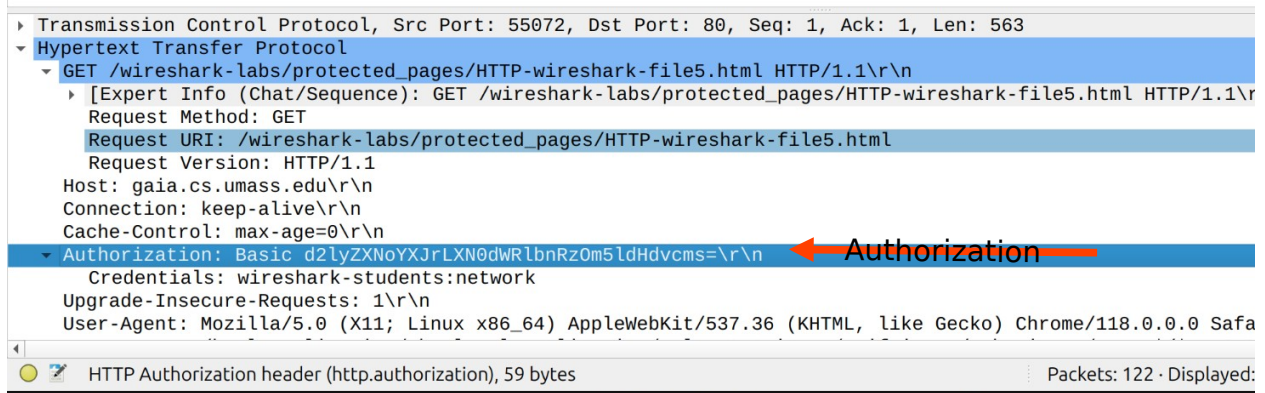 Transmission Control Protocol, Src Port: 55072, Dst Port: 80, Seq: 1, Ack: 1, Len: 563
Hypertext Transfer Protocol
GET /wireshark-labs/protected_pages/HTTP-wireshark-file5.html HTTP/1.1\r\n
[Expert Info (Chat/Sequence): GET /wireshark-labs/protected_pages/HTTP-wireshark-file5.html HTTP/1.1\r
Request Method: GET
Request URI: /wireshark-labs/protected_pages/HTTP-wireshark-file5.html
Request Version: HTTP/1.1
Host: gaia.cs.umass.edu\r\n
Connection: keep-alive\r\n
Cache-Control: max-age=0\r\n
Authorization: Basic d2lyZXNoYXJrLXN0dWRlbnRzOm5ldHdvcms=\r\n Authorization
Credentials: wireshark-students:network
Upgrade-Insecure-Requests: 1\r\n
User-Agent: Mozilla/5.0 (X11; Linux x86_64) AppleWebKit/537.36 (KHTML, like Gecko) Chrome/118.0.0.0 Safa
HTTP Authorization header (http.authorization), 59 bytes Packets: 122 · Displayed: